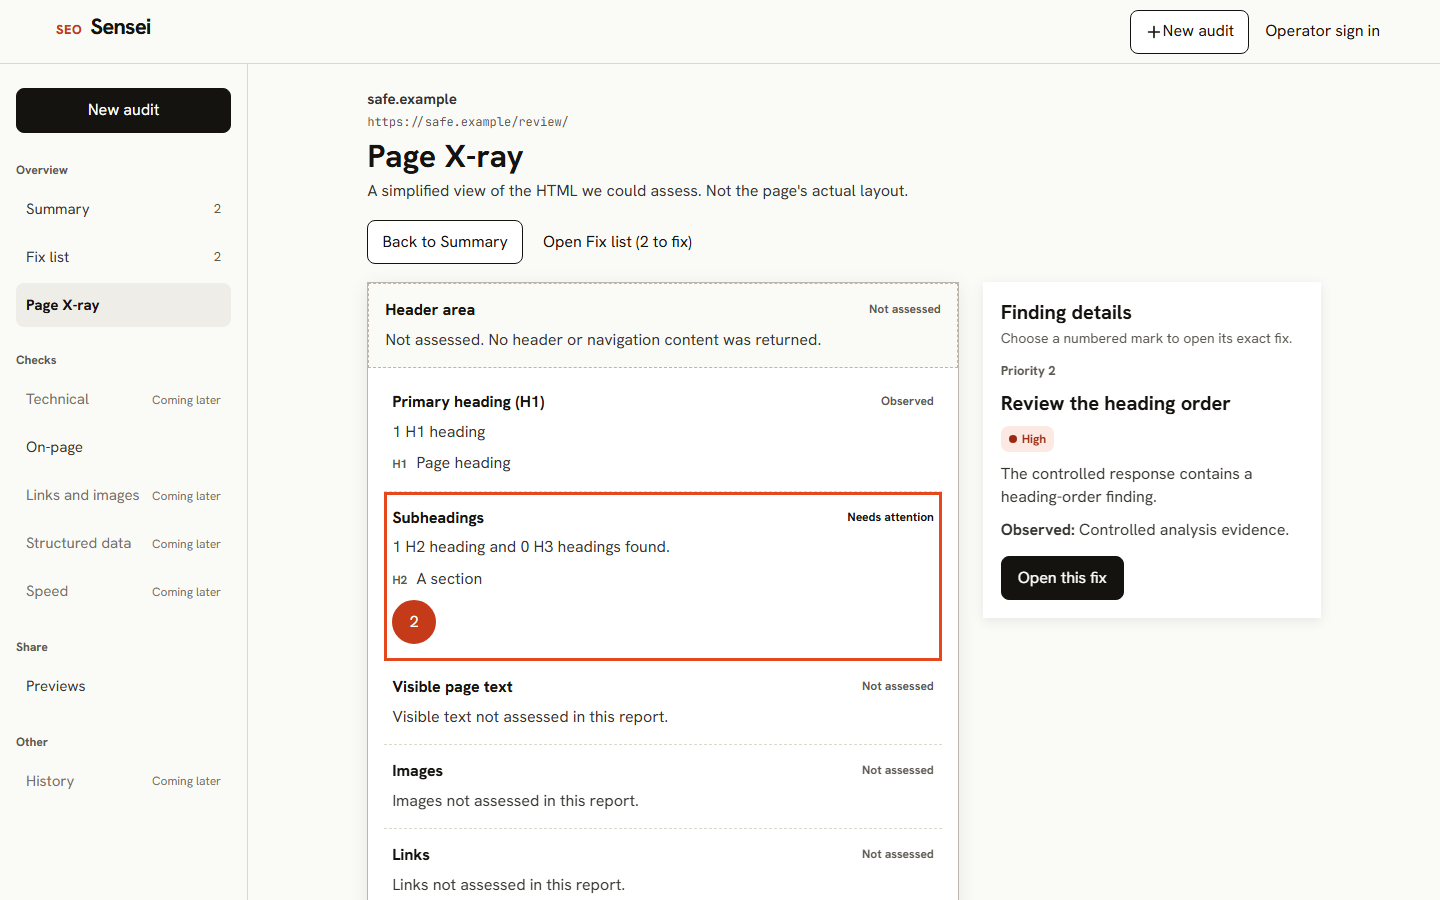 SEO Sensei
+New audit
Operator sign in
New audit
Overview
Summary 2
Fix list 2
Page X-ray
Checks
Technical Coming later
On-page
Links and images Coming later
Structured data Coming later
Speed Coming later
Share
Previews
Other
History Coming later
safe.example
https://safe.example/review/
Page X-ray
A simplified view of the HTML we could assess. Not the page's actual layout.
Back to Summary
Open Fix list (2 to fix)
Header area Not assessed
Not assessed. No header or navigation content was returned.
Primary heading (H1) Observed
1 H1 heading
H1 Page heading
Subheadings Needs attention
1 H2 heading and 0 H3 headings found.
H2 A section
2
Visible page text Not assessed
Visible text not assessed in this report.
Images Not assessed
Images not assessed in this report.
Links Not assessed
Links not assessed in this report.
Finding details
Choose a numbered mark to open its exact fix.
Priority 2
Review the heading order
High
The controlled response contains a
heading-order finding.
Observed: Controlled analysis evidence.
Open this fix